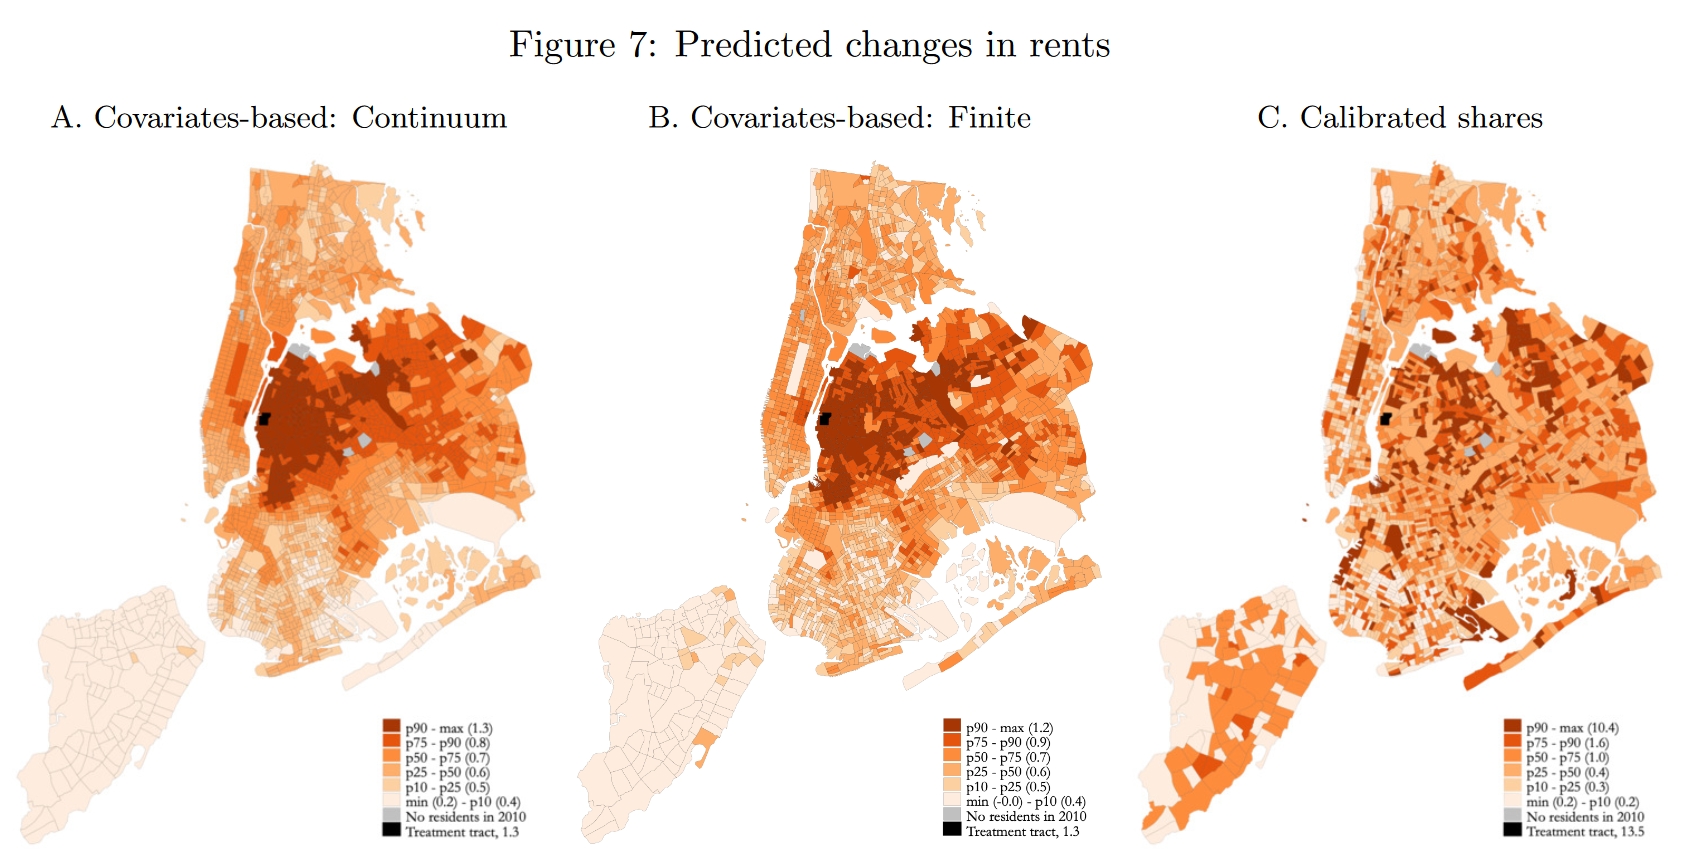 Figure 7: Predicted changes in rents
A. Covariates-based: Continuum
B. Covariates-based: Finite
C. Calibrated shares
p90 - max (1.3)
p75 - p90 (0.8)
p50 - p75 (0.7)
p25 - p50 (0.6)
p10 - p25 (0.5)
min (0.2) - p10 (0.4)
No residents in 2010
Treatment tract, 1.3
p90 - max (1.2)
p75 - p90 (0.9)
p50 - p75 (0.7)
p25 - p50 (0.6)
p10 - p25 (0.5)
min (-0.0) - p10 (0.4)
No residents in 2010
Treatment tract, 1.3
p90 - max (10.4)
p75 - p90 (1.6)
p50 - p75 (1.0)
p25 - p50 (0.4)
p10 - p25 (0.3)
min (0.2) - p10 (0.2)
No residents in 2010
Treatment tract, 13.5